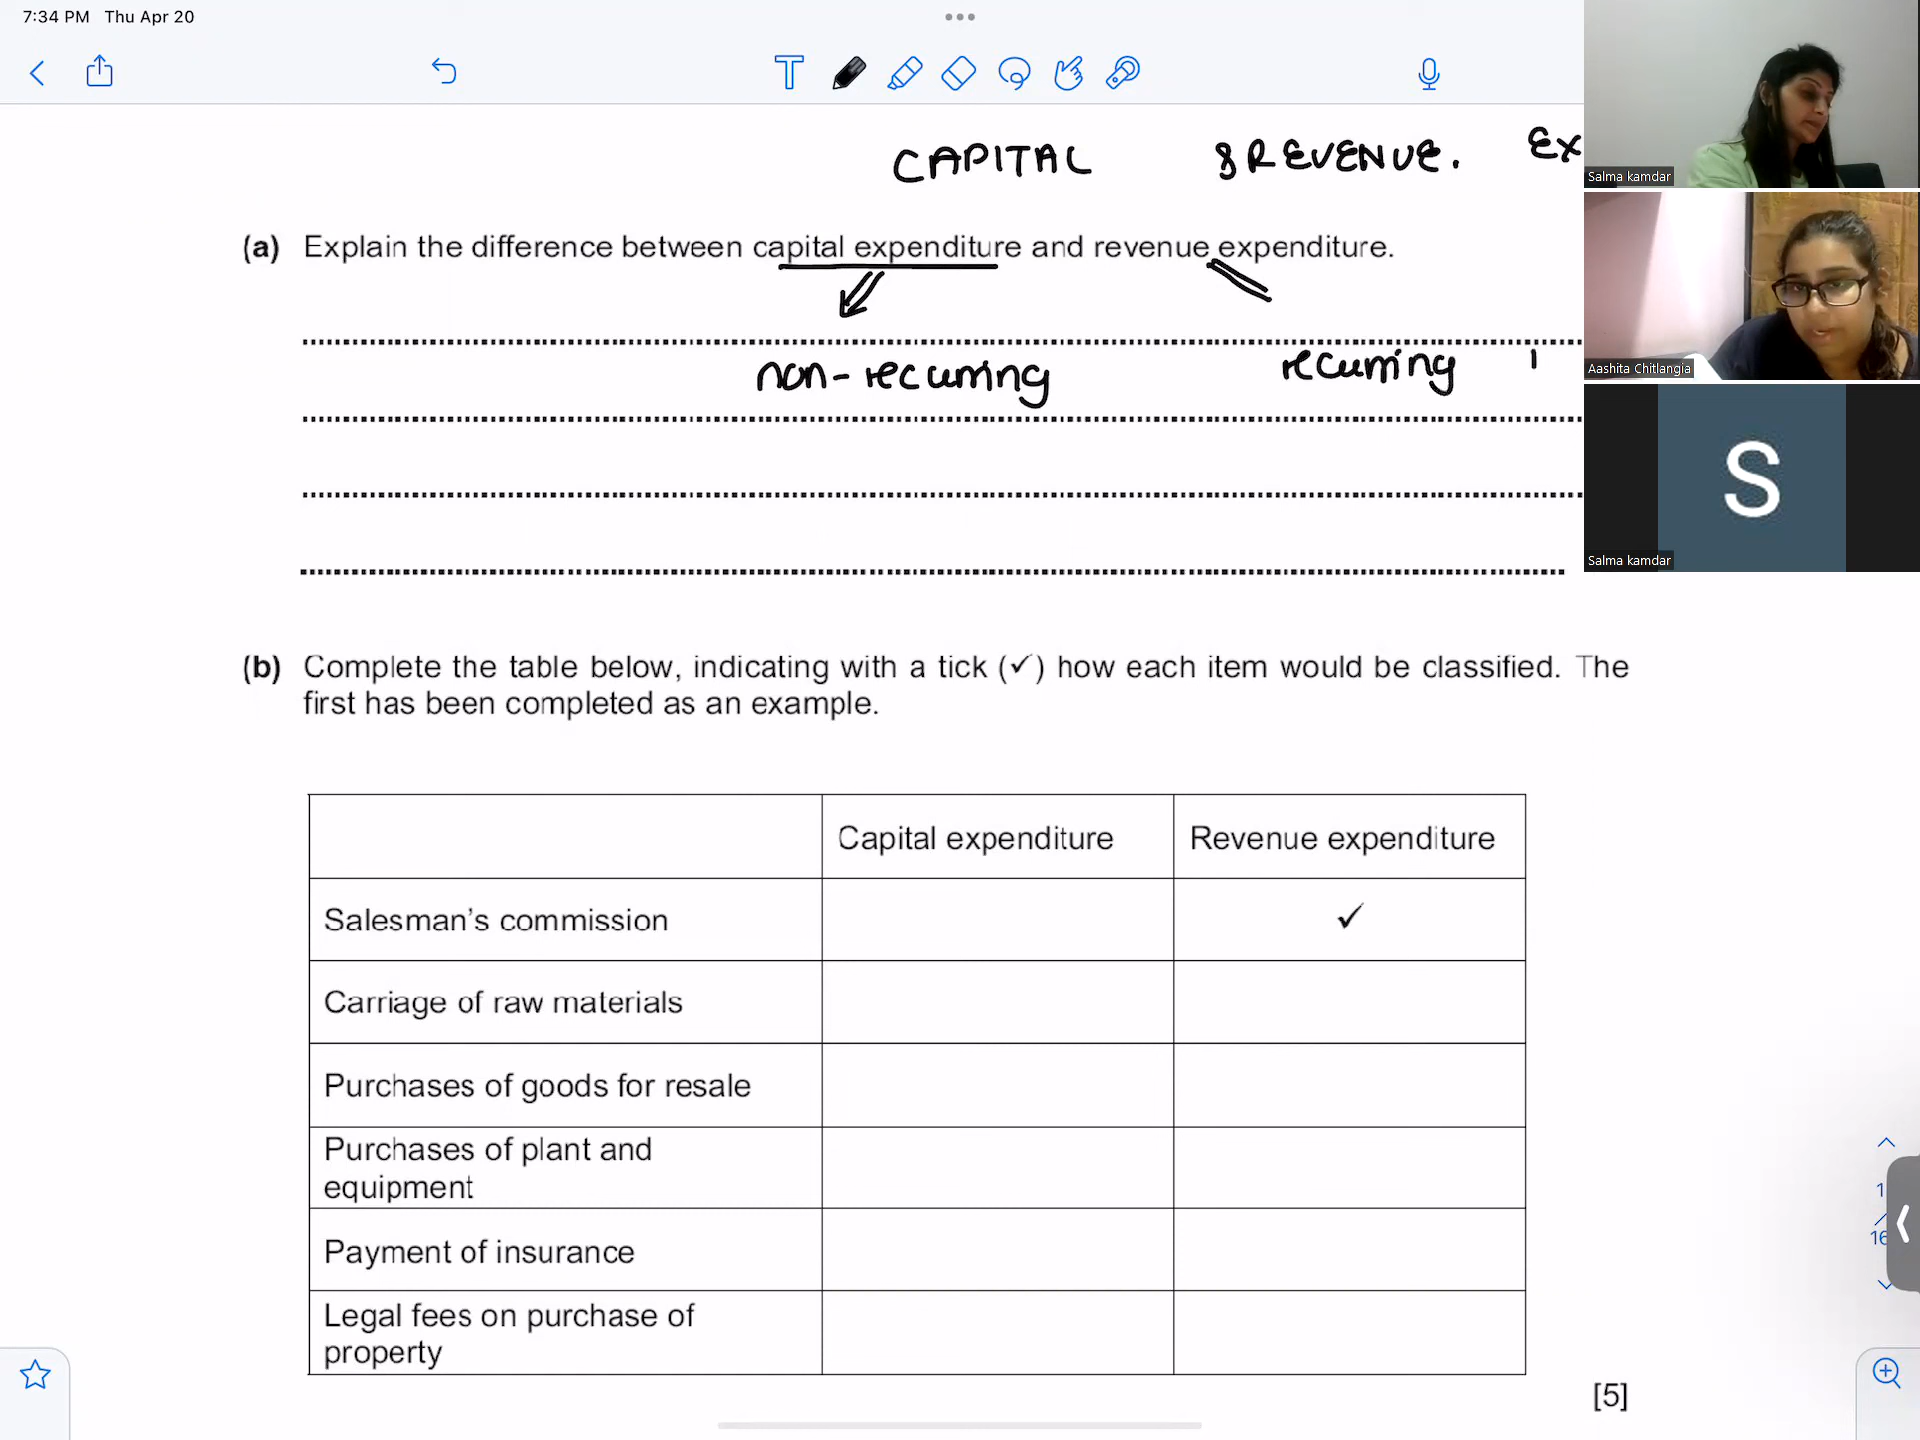 7:34 PM Thu Apr 20
CAPITAL & REVENUE. EX
Salma kamdar
(a) Explain the difference between capital expenditure and revenue expenditure.
non-recurring recurring
Aashita Chitlangia
S
Salma kamdar
(b) Complete the table below, indicating with a tick (✓) how each item would be classified. The
first has been completed as an example.
Capital expenditure Revenue expenditure
Salesman's commission ✓
Carriage of raw materials
Purchases of goods for resale
Purchases of plant and
equipment
Payment of insurance
Legal fees on purchase of
property
[5]
1
16